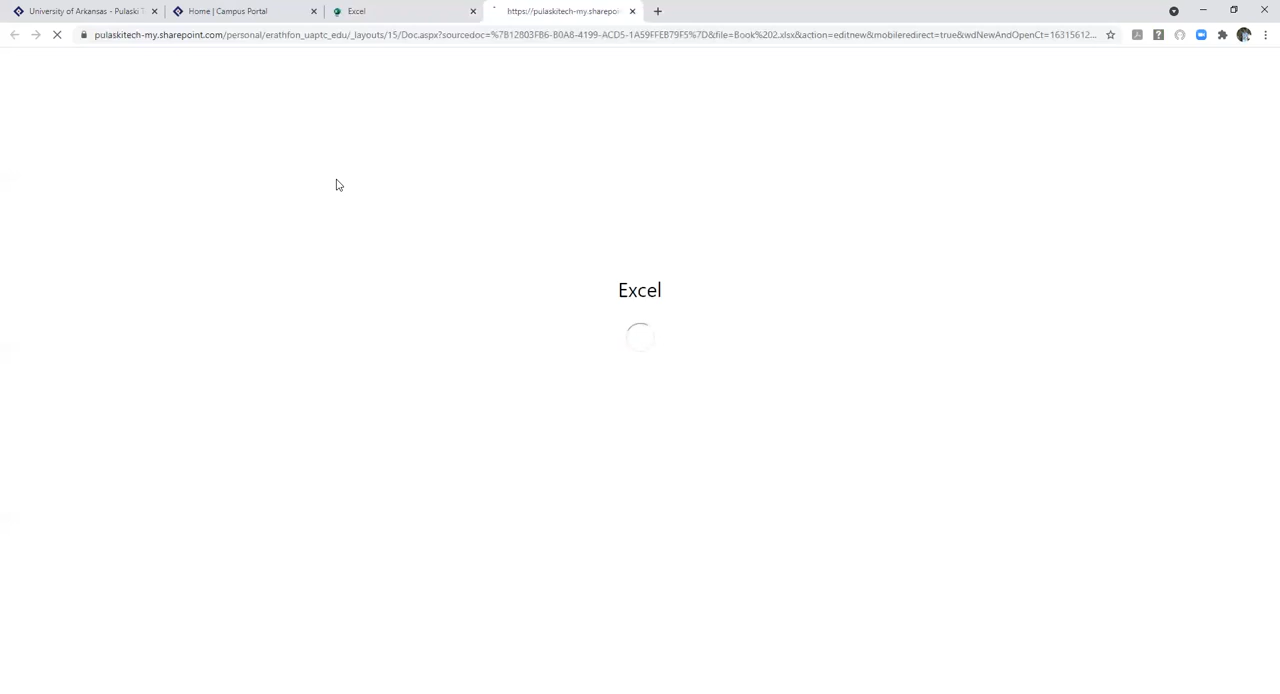 University of Arkansas - Pulaski T
Home | Campus Portal
Excel
https://pulaskitech-my.sharepoi
pulaskitech-my.sharepoint.com/personal/erathfon_uaptc_edu/_layouts/15/Doc.aspx?sourcedoc=%7B12803FB6-B0A8-4199-ACD5-1A59FFEB79F5%7D&file=Book%202.xlsx&action=editnew&mobileredirect=true&wdNewAndOpenCt=16315612...
Excel